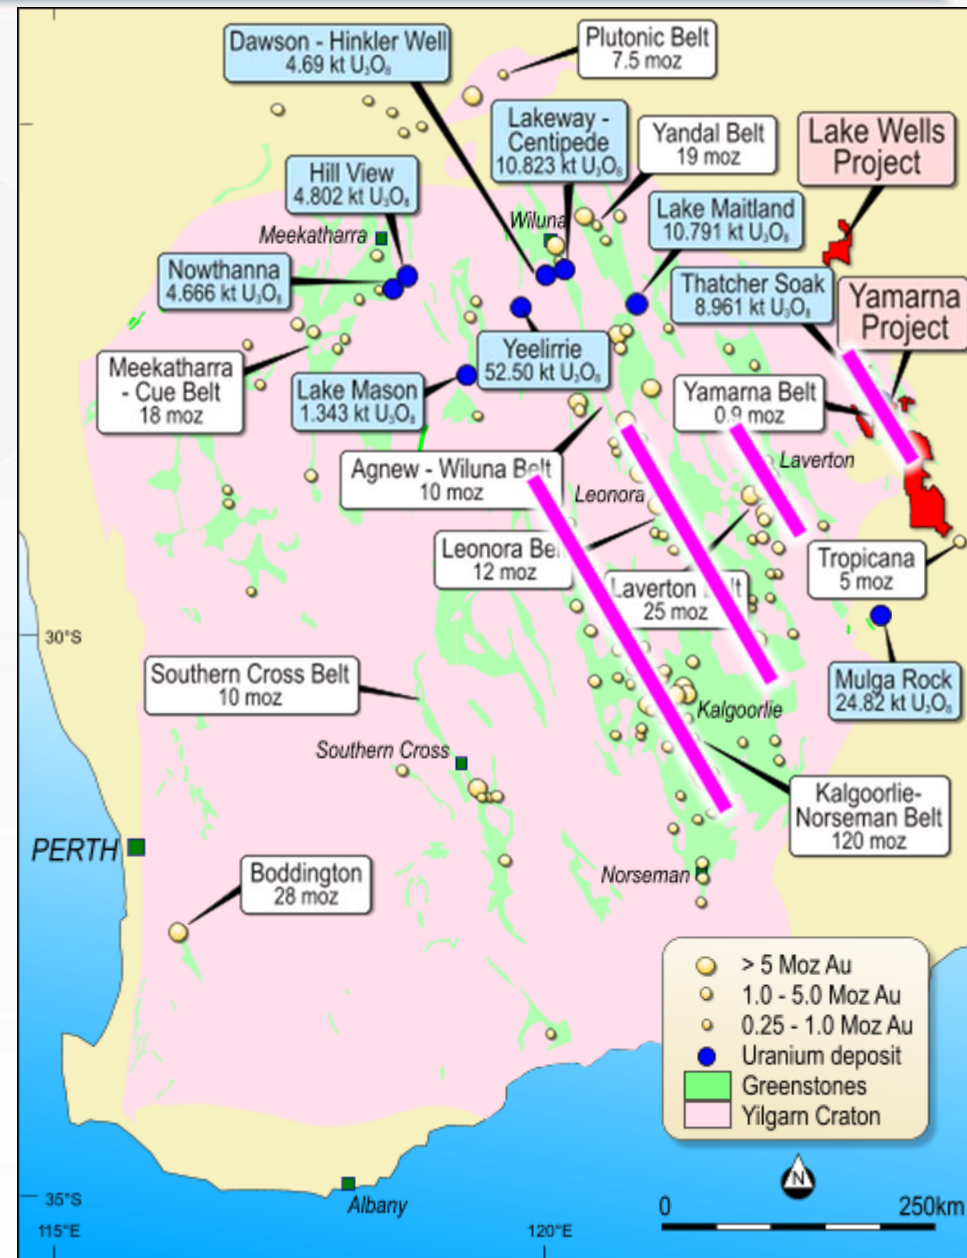 Dawson - Hinkler Well
4.69 kt U₃O₈
Plutonic Belt
7.5 moz
Lakeway -
Centipede
10.823 kt U₃O₈
Yandal Belt
19 moz
Lake Wells
Project
Hill View
4.802 kt U₃O₈
Meekatharra
Wiluna
Lake Maitland
10.791 kt U₃O₈
Nowthanna
4.666 kt U₃O₈
Thatcher Soak
8.961 kt U₃O₈
Yamarna
Project
Meekatharra
- Cue Belt
18 moz
Lake Mason
1.343 kt U₃O₈
Yeelirrie
52.50 kt U₃O₈
Yamarna Belt
0.9 moz
Agnew - Wiluna Belt
10 moz
Leonora
Laverton
Leonora Belt
12 moz
Laverton Belt
25 moz
Tropicana
5 moz
30°S
Southern Cross Belt
10 moz
Mulga Rock
24.82 kt U₃O₈
Kalgoorlie
Southern Cross
Kalgoorlie-
Norseman Belt
120 moz
PERTH
Boddington
28 moz
Norseman
> 5 Moz Au
1.0 - 5.0 Moz Au
0.25 - 1.0 Moz Au
Uranium deposit
Greenstones
Yilgarn Craton
N
35°S
Albany
0 250km
115°E 120°E